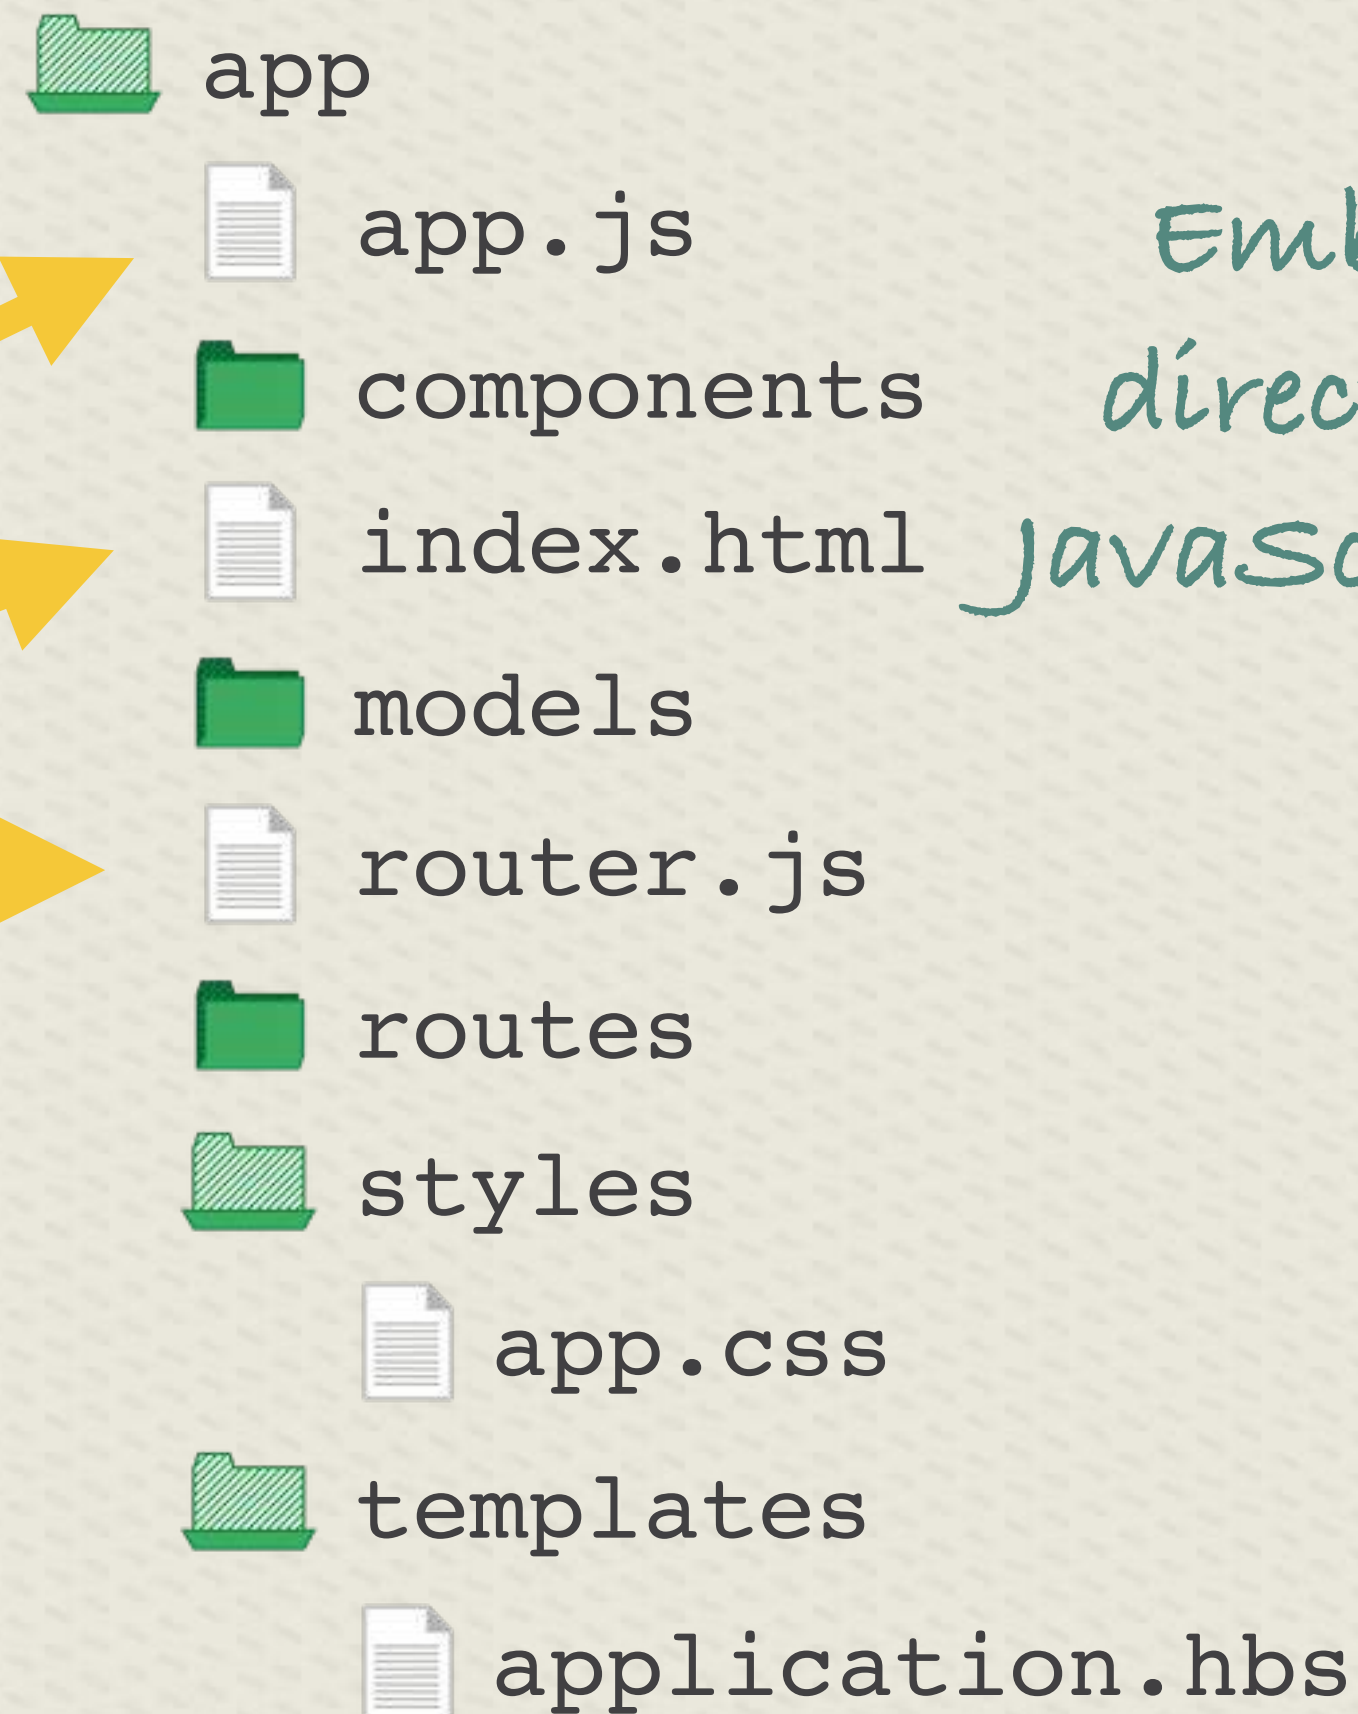 app
app.js
components
index.html
models
router.js
routes
styles
app.css
templates
application.hbs